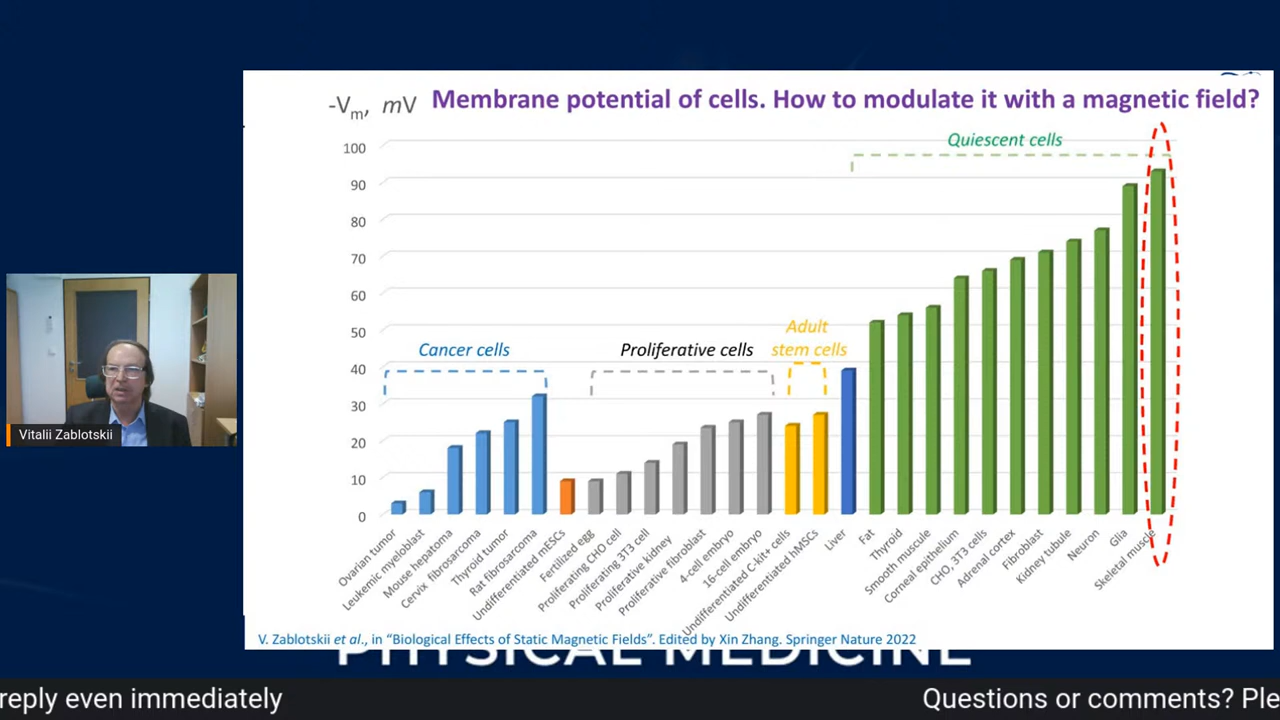 -Vm, mV
Membrane potential of cells. How to modulate it with a magnetic field?
100
90
80
70
60
50
40
30
20
10
0
Cancer cells
Proliferative cells
Adult
stem cells
Quiescent cells
Ovarian tumor
Leukemic myeloblast
Mouse hepatoma
Cervix fibrosarcoma
Thyroid tumor
Rat fibrosarcoma
Undifferentiated mESCs
Fertilized egg
Proliferating CHO cell
Proliferating 3T3 cell
Proliferative kidney
Proliferative fibroblast
4-cell embryo
16-cell embryo
Undifferentiated C-kit+ cells
Undifferentiated hMSCs
Liver
Fat
Thyroid
Smooth muscule
Corneal epithelium
CHO, 3T3 cells
Adrenal cortex
Fibroblast
Kidney tubule
Neuron
Glia
Skeletal muscle
V. Zablotskii et al., in “Biological Effects of Static Magnetic Fields”. Edited by Xin Zhang. Springer Nature 2022
Vitalii Zablotskii
PHYSICAL MEDICINE
reply even immediately
Questions or comments? Ple